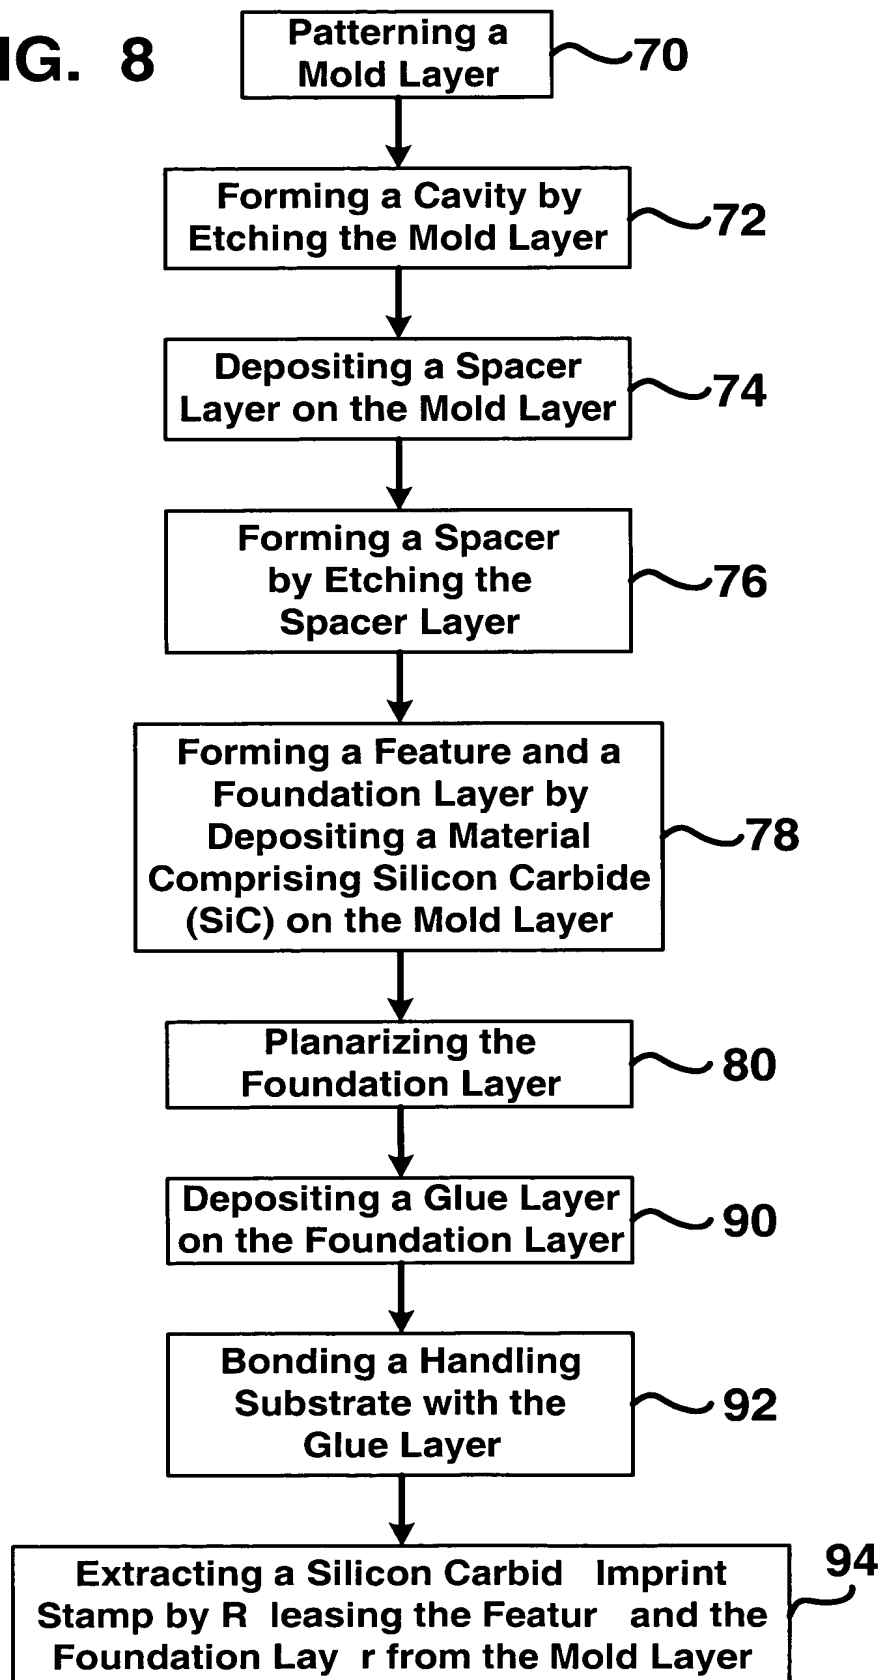 IG. 8
Patterning a
Mold Layer
70
Forming a Cavity by
Etching the Mold Layer
72
Depositing a Spacer
Layer on the Mold Layer
74
Forming a Spacer
by Etching the
Spacer Layer
76
Forming a Feature and a
Foundation Layer by
Depositing a Material
Comprising Silicon Carbide
(SiC) on the Mold Layer
78
Planarizing the
Foundation Layer
80
Depositing a Glue Layer
on the Foundation Layer
90
Bonding a Handling
Substrate with the
Glue Layer
92
Extracting a Silicon Carbid Imprint
Stamp by R leasing the Featur and the
Foundation Lay r from the Mold Layer
94